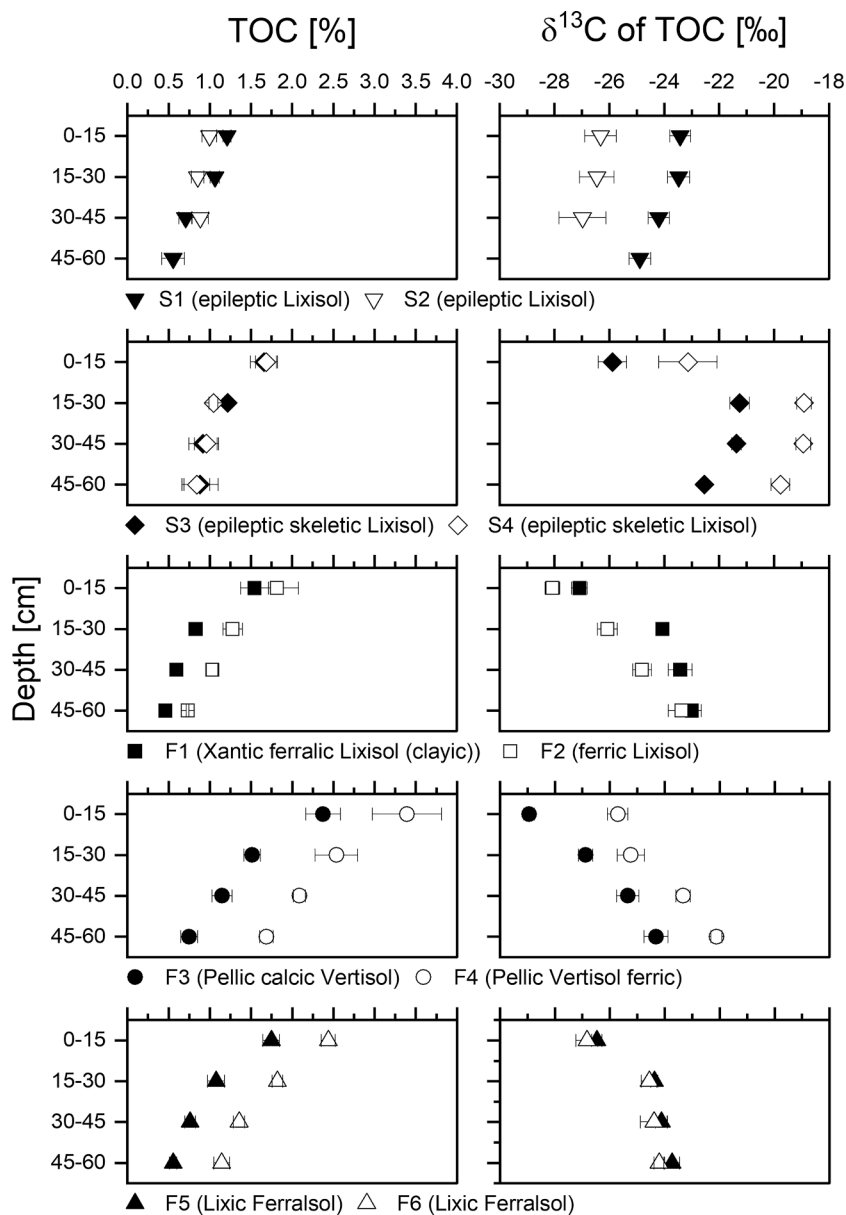 TOC [%] δ¹³C of TOC [‰]
0.0 0.5 1.0 1.5 2.0 2.5 3.0 3.5 4.0 -30 -28 -26 -24 -22 -20 -18
0-15
15-30
30-45
45-60
S1 (epileptic Lixisol) S2 (epileptic Lixisol)
0-15
15-30
30-45
45-60
S3 (epileptic skeletic Lixisol) S4 (epileptic skeletic Lixisol)
Depth [cm]
0-15
15-30
30-45
45-60
F1 (Xantic ferralic Lixisol (clayic)) F2 (ferric Lixisol)
0-15
15-30
30-45
45-60
F3 (Pellic calcic Vertisol) F4 (Pellic Vertisol ferric)
0-15
15-30
30-45
45-60
F5 (Lixic Ferralsol) F6 (Lixic Ferralsol)